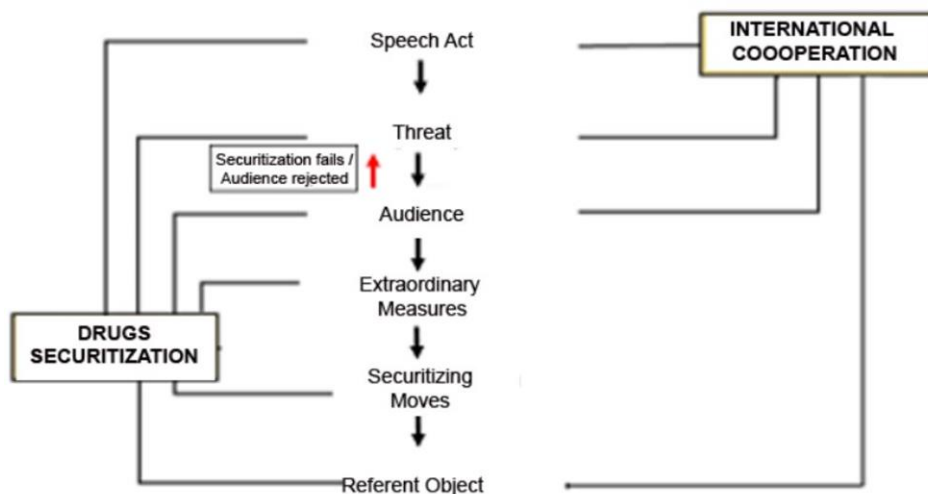 Speech Act
INTERNATIONAL
COOOPERATION
Threat
Securitization fails /
Audience rejected
Audience
Extraordinary
Measures
DRUGS
SECURITIZATION
Securitizing
Moves
Referent Object